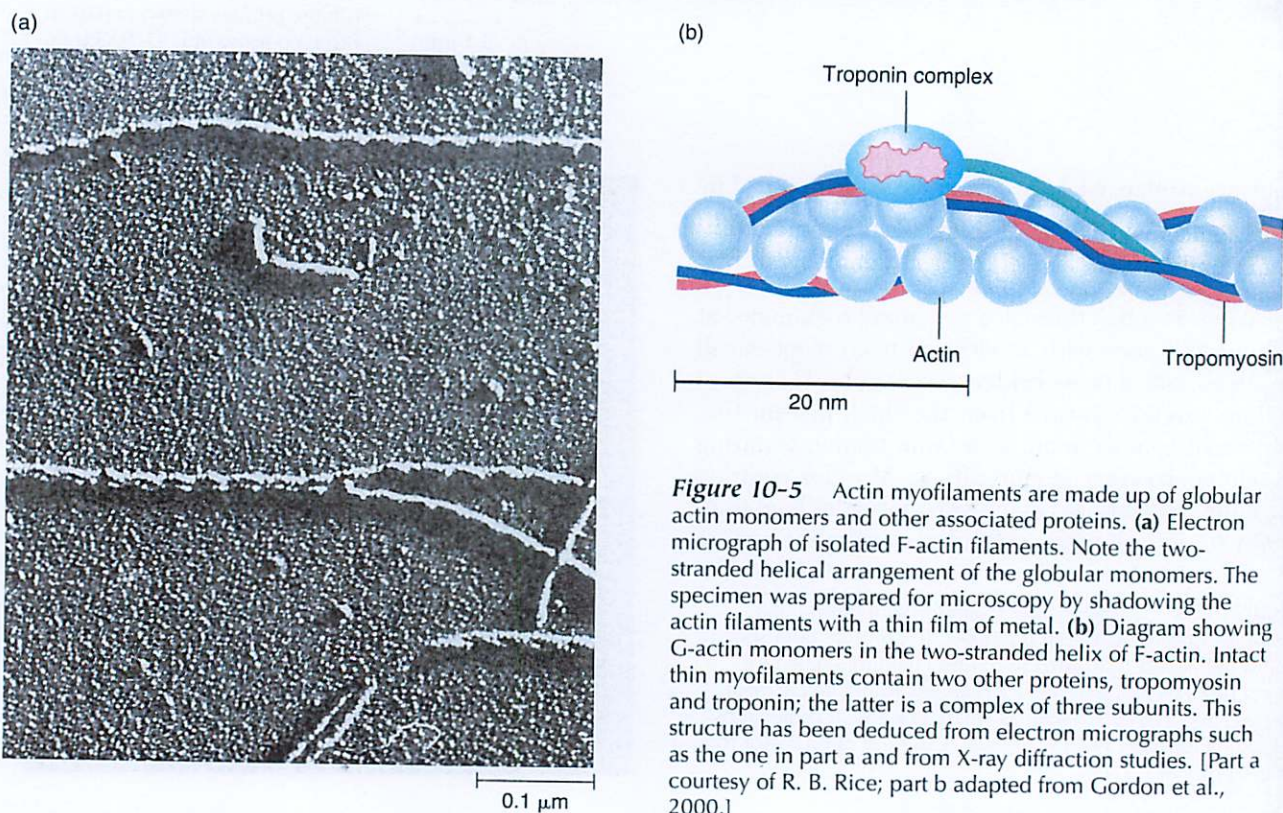 (a)
0.1 μm
(b)
Troponin complex
Actin
Tropomyosin
20 nm
Figure 10-5 Actin myofilaments are made up of globular
actin monomers and other associated proteins. (a) Electron
micrograph of isolated F-actin filaments. Note the two-
stranded helical arrangement of the globular monomers. The
specimen was prepared for microscopy by shadowing the
actin filaments with a thin film of metal. (b) Diagram showing
G-actin monomers in the two-stranded helix of F-actin. Intact
thin myofilaments contain two other proteins, tropomyosin
and troponin; the latter is a complex of three subunits. This
structure has been deduced from electron micrographs such
as the one in part a and from X-ray diffraction studies. [Part a
courtesy of R. B. Rice; part b adapted from Gordon et al.,
2000.]